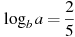 log_b a = 2/5